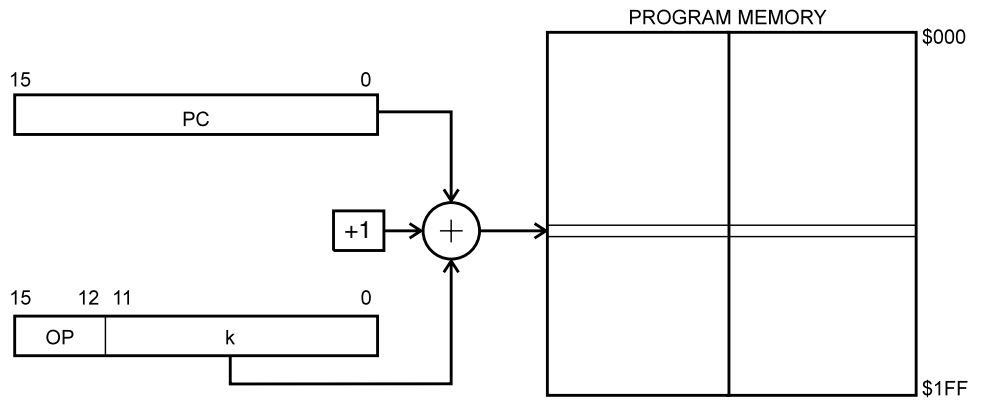 PROGRAM MEMORY
$000
15 0
PC
+1
15 12 11 0
OP k
$1FF